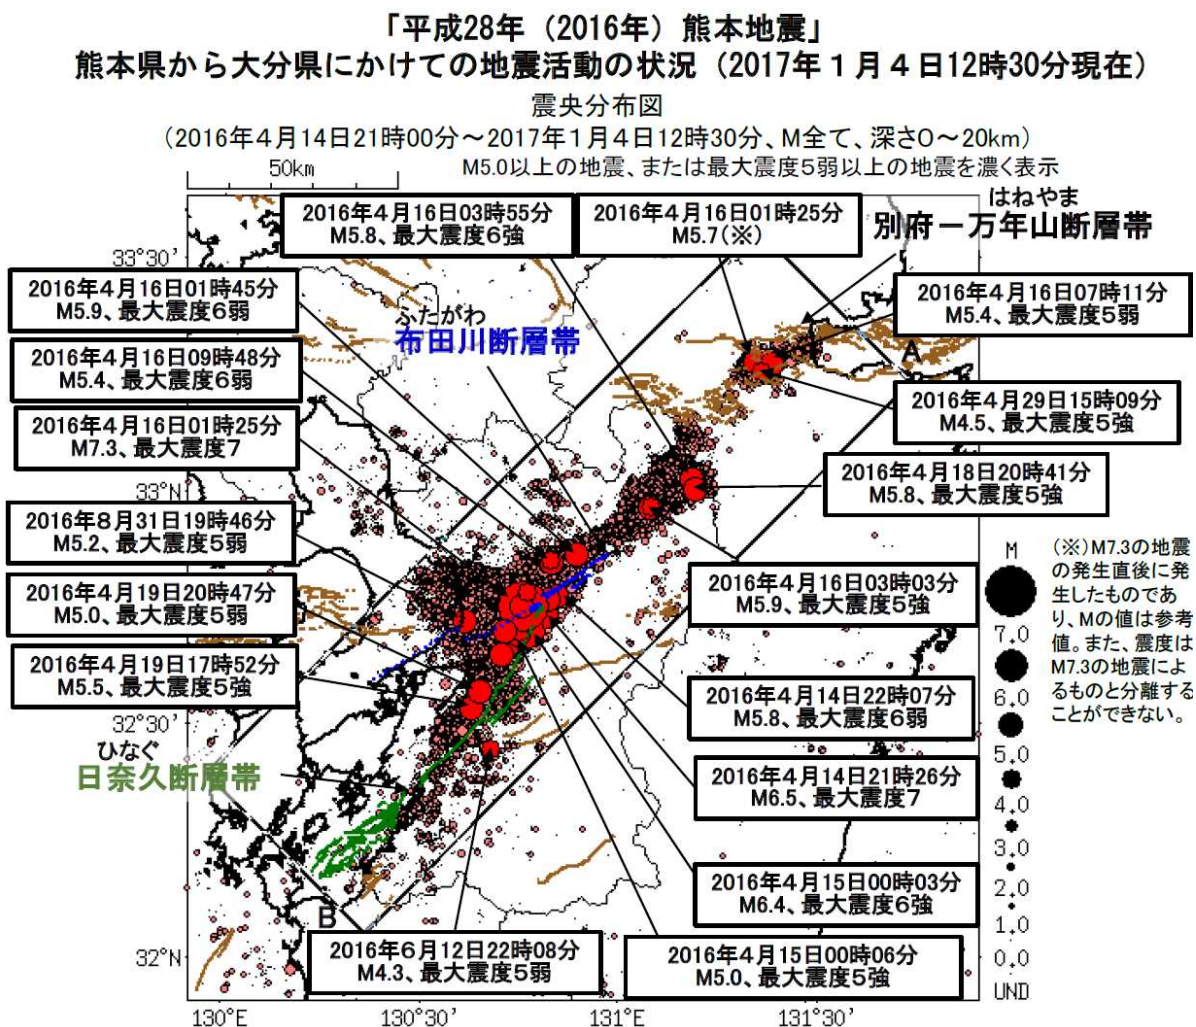 「平成28年（2016年）熊本地震」
熊本県から大分県にかけての地震活動の状況（2017年１月４日12時30分現在）
震央分布図
（2016年４月14日21時00分～2017年１月４日12時30分、M全て、深さ0～20km）
50km
M5.0以上の地震、または最大震度５弱以上の地震を濃く表示
2016年４月16日03時55分
M5.8、最大震度６強
2016年４月16日01時25分
M5.7（※）
はねやま
別府－万年山断層帯
33°30'
2016年４月16日01時45分
M5.9、最大震度６弱
2016年４月16日07時11分
M5.4、最大震度５弱
ふたがわ
布田川断層帯
2016年４月16日09時48分
M5.4、最大震度６弱
A
2016年４月29日15時09分
M4.5、最大震度５強
2016年４月16日01時25分
M7.3、最大震度７
2016年４月18日20時41分
M5.8、最大震度５強
33°N
2016年８月31日19時46分
M5.2、最大震度５弱
2016年４月16日03時03分
M5.9、最大震度５強
2016年４月19日20時47分
M5.0、最大震度５弱
2016年４月19日17時52分
M5.5、最大震度５強
2016年４月14日22時07分
M5.8、最大震度６弱
32°30'
ひなぐ
日奈久断層帯
2016年４月14日21時26分
M6.5、最大震度７
2016年４月15日00時03分
M6.4、最大震度６強
B
2016年６月12日22時08分
M4.3、最大震度５弱
2016年４月15日00時06分
M5.0、最大震度５強
32°N
130°E
130°30'
131°E
131°30'
M
7.0
6.0
5.0
4.0
3.0
2.0
1.0
0.0
UND
（※）M7.3の地震
の発生直後に発
生したものであ
り、Mの値は参考
値。また、震度は
M7.3の地震によ
るものと分離する
ことができない。